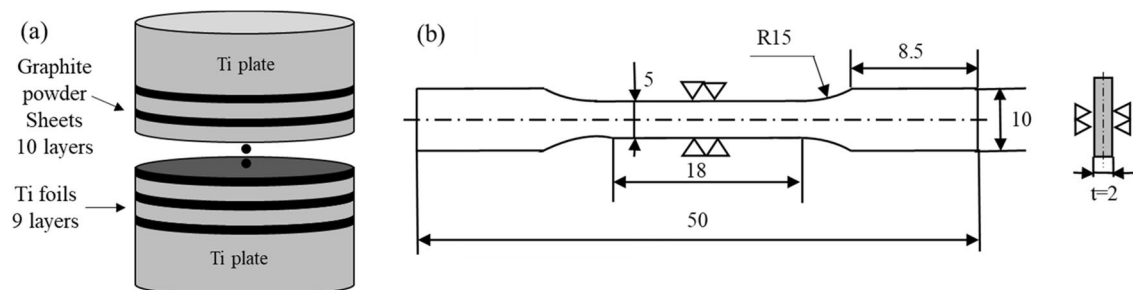 (a)
Ti plate
Graphite
powder
Sheets
10 layers
Ti foils
9 layers
Ti plate
(b)
R15
8.5
5
10
18
50
t=2